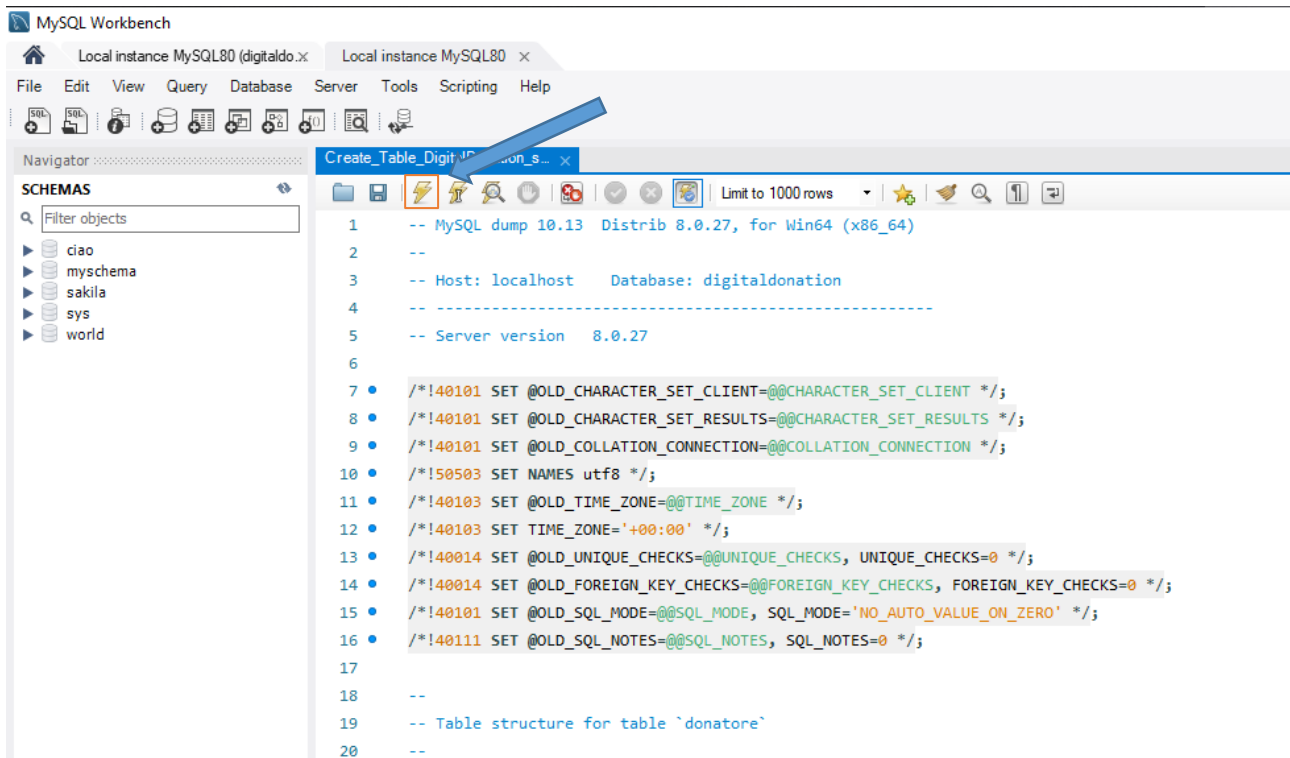 MySQL Workbench
Local instance MySQL80 (digitaldo.x
Local instance MySQL80 x
File Edit View Query Database Server Tools Scripting Help
Navigator
Create_Table_
SCHEMAS
Limit to 1000 rows
Filter objects
ciao
myschema
sakila
sys
world
1 -- MySQL dump 10.13 Distrib 8.0.27, for Win64 (x86_64)
2 --
3 -- Host: localhost Database: digitaldonation
4 -- ------------------------------------------------------
5 -- Server version 8.0.27
6
7 /*!40101 SET @OLD_CHARACTER_SET_CLIENT=@@CHARACTER_SET_CLIENT */;
8 /*!40101 SET @OLD_CHARACTER_SET_RESULTS=@@CHARACTER_SET_RESULTS */;
9 /*!40101 SET @OLD_COLLATION_CONNECTION=@@COLLATION_CONNECTION */;
10 /*!50503 SET NAMES utf8 */;
11 /*!40103 SET @OLD_TIME_ZONE=@@TIME_ZONE */;
12 /*!40103 SET TIME_ZONE='+00:00' */;
13 /*!40014 SET @OLD_UNIQUE_CHECKS=@@UNIQUE_CHECKS, UNIQUE_CHECKS=0 */;
14 /*!40014 SET @OLD_FOREIGN_KEY_CHECKS=@@FOREIGN_KEY_CHECKS, FOREIGN_KEY_CHECKS=0 */;
15 /*!40101 SET @OLD_SQL_MODE=@@SQL_MODE, SQL_MODE='NO_AUTO_VALUE_ON_ZERO' */;
16 /*!40111 SET @OLD_SQL_NOTES=@@SQL_NOTES, SQL_NOTES=0 */;
17
18 --
19 -- Table structure for table `donatore`
20 --